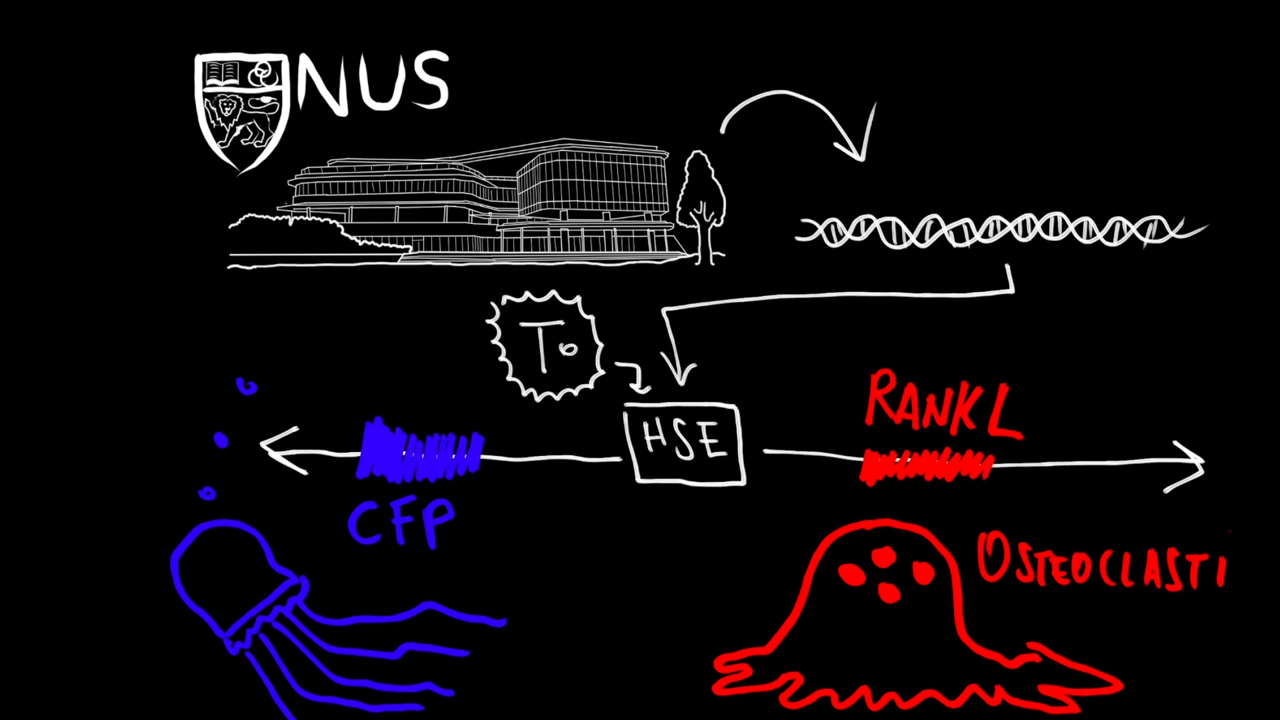 NUS
To
HSE
RANKL
CFP
OSTEOCLASTI